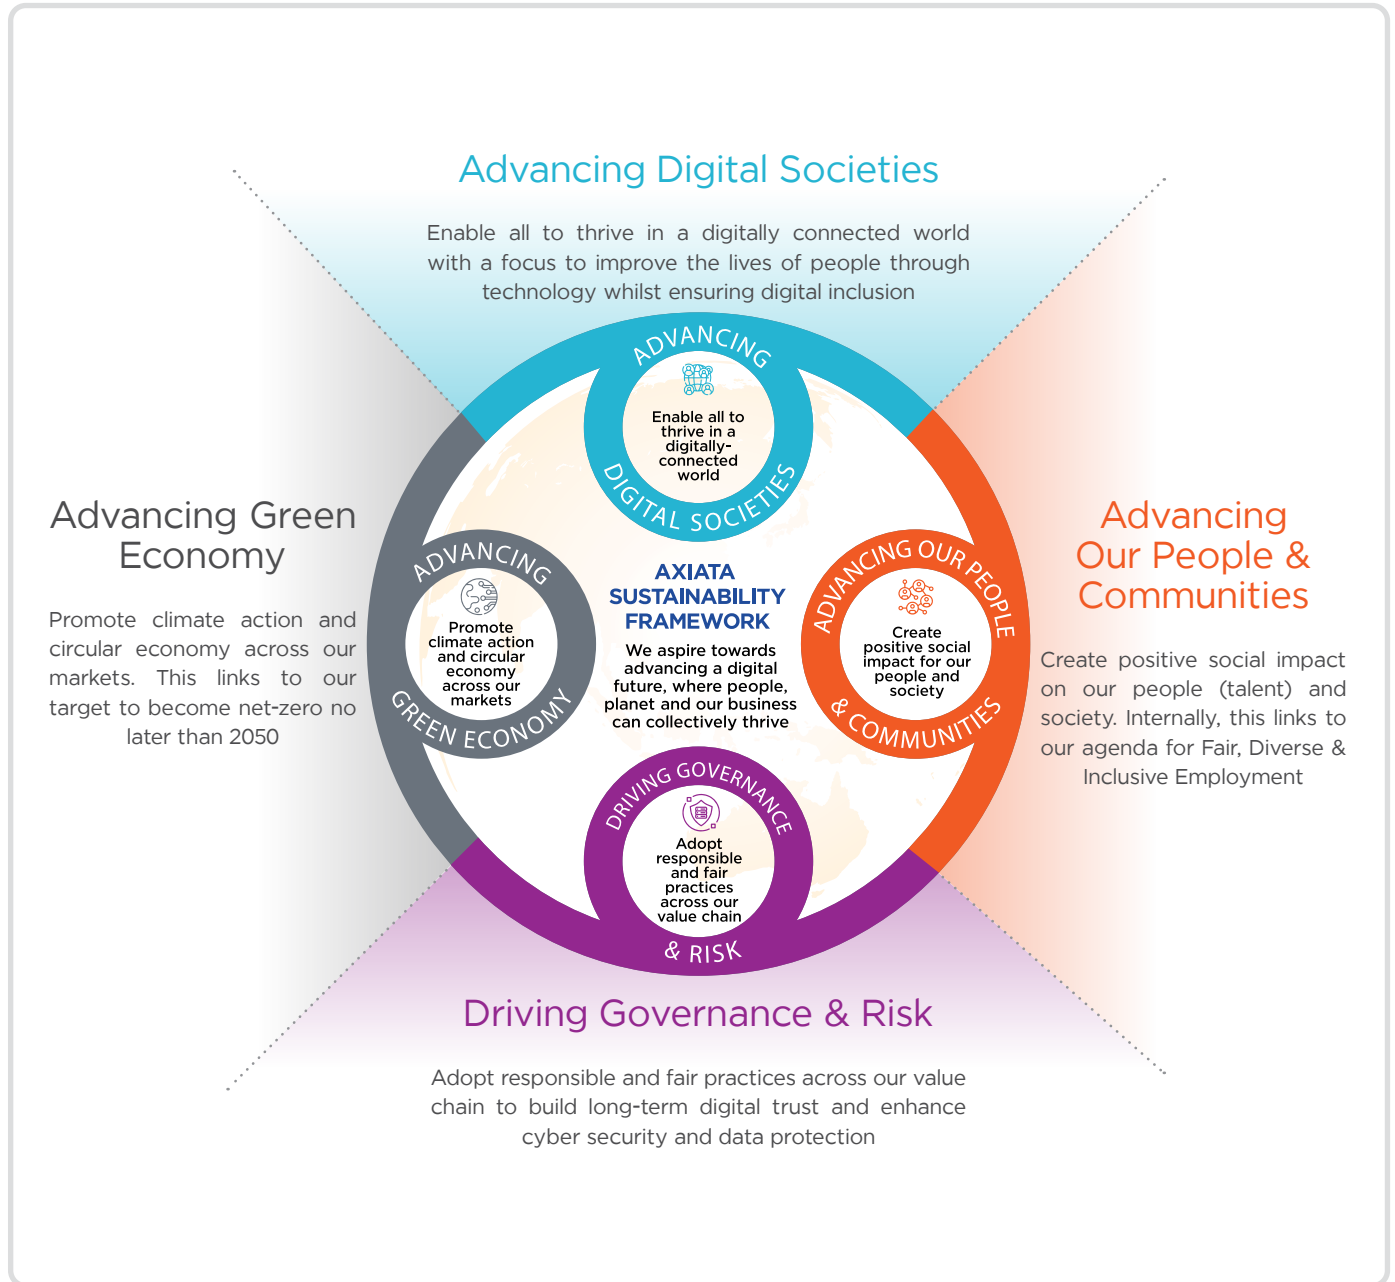 Advancing Digital Societies
Enable all to thrive in a digitally connected world
with a focus to improve the lives of people through
technology whilst ensuring digital inclusion
ADVANCING
Enable all to
thrive in a
digitally-
connected
world
DIGITAL SOCIETIES
Advancing Green
Economy
Promote climate action and
circular economy across our
markets. This links to our
target to become net-zero no
later than 2050
ADVANCING
Promote
climate action
and circular
economy
across our
markets
GREEN ECONOMY
AXIATA
SUSTAINABILITY
FRAMEWORK
We aspire towards
advancing a digital
future, where people,
planet and our business
can collectively thrive
ADVANCING OUR PEOPLE
Create
positive social
impact for our
people and
society
& COMMUNITIES
Advancing
Our People &
Communities
Create positive social impact
on our people (talent) and
society. Internally, this links to
our agenda for Fair, Diverse &
Inclusive Employment
DRIVING GOVERNANCE
Adopt
responsible
and fair
practices
across our
value chain
& RISK
Driving Governance & Risk
Adopt responsible and fair practices across our value
chain to build long-term digital trust and enhance
cyber security and data protection